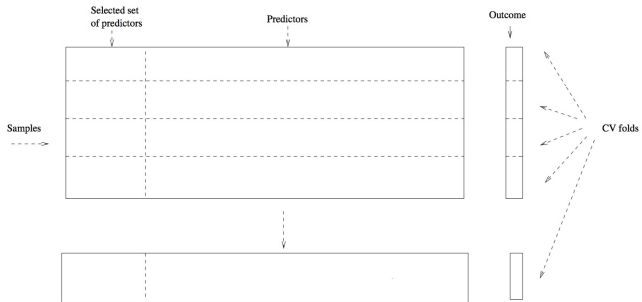 Selected set
of predictors
Predictors
Outcome
Samples
CV folds